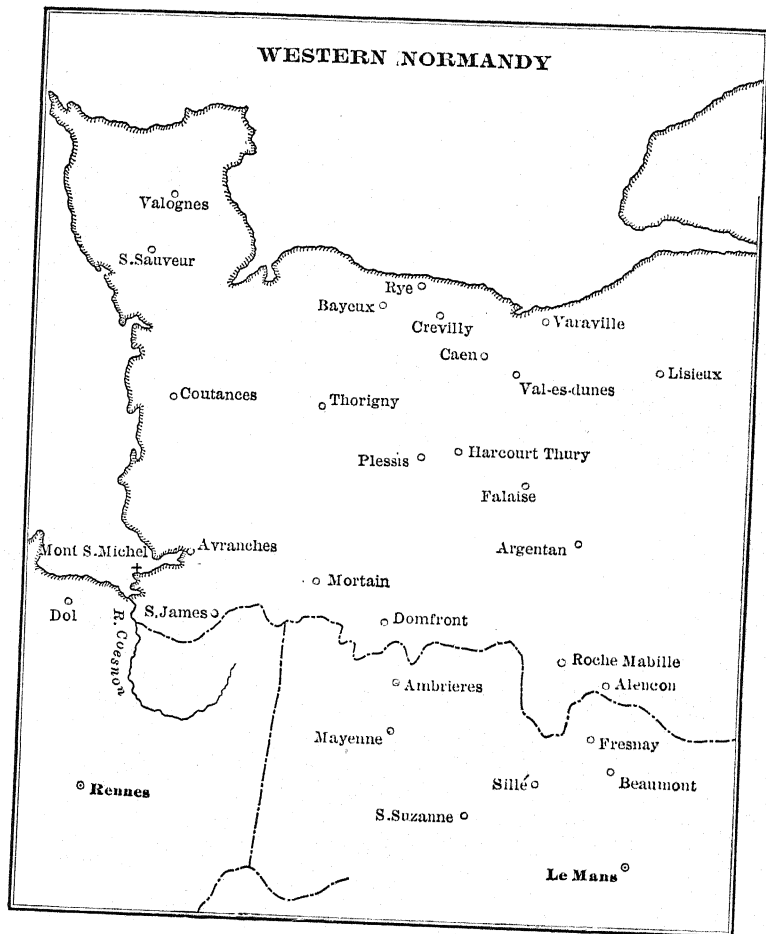 WESTERN NORMANDY
Valognes
S.Sauveur
Rye
Bayeux
Crevilly
Varaville
Caen
Val-es-dunes
Lisieux
Coutances
Thorigny
Plessis
Harcourt Thury
Falaise
Argentan
Mont S.Michel
Avranches
Mortain
Dol
R. Coesnon
S.James
Domfront
Roche Mabille
Ambrieres
Alencon
Mayenne
Fresnay
Rennes
Sillé
Beaumont
S.Suzanne
Le Mans